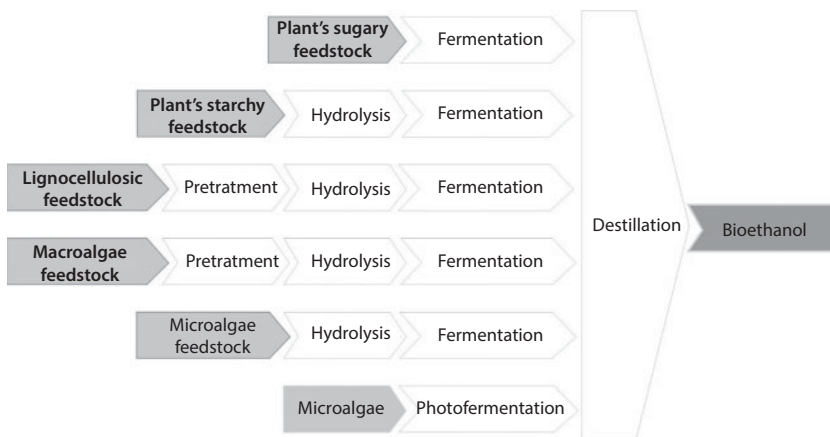 Plant's sugary
feedstock
Fermentation
Plant's starchy
feedstock
Hydrolysis
Fermentation
Lignocellulosic
feedstock
Pretratment
Hydrolysis
Fermentation
Macroalgae
feedstock
Pretratment
Hydrolysis
Fermentation
Microalgae
feedstock
Hydrolysis
Fermentation
Microalgae
Photofermentation
Destillation
Bioethanol